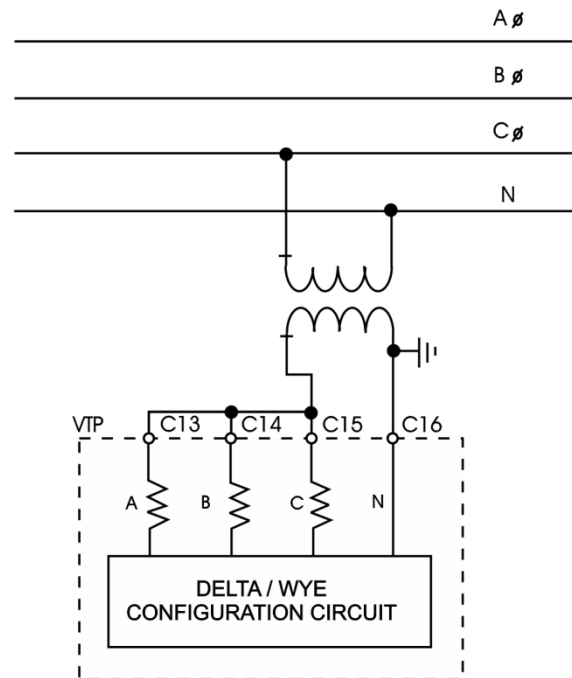 A ø
B ø
C ø
N
VTP C13 C14 C15 C16
A B C N
DELTA / WYE
CONFIGURATION CIRCUIT